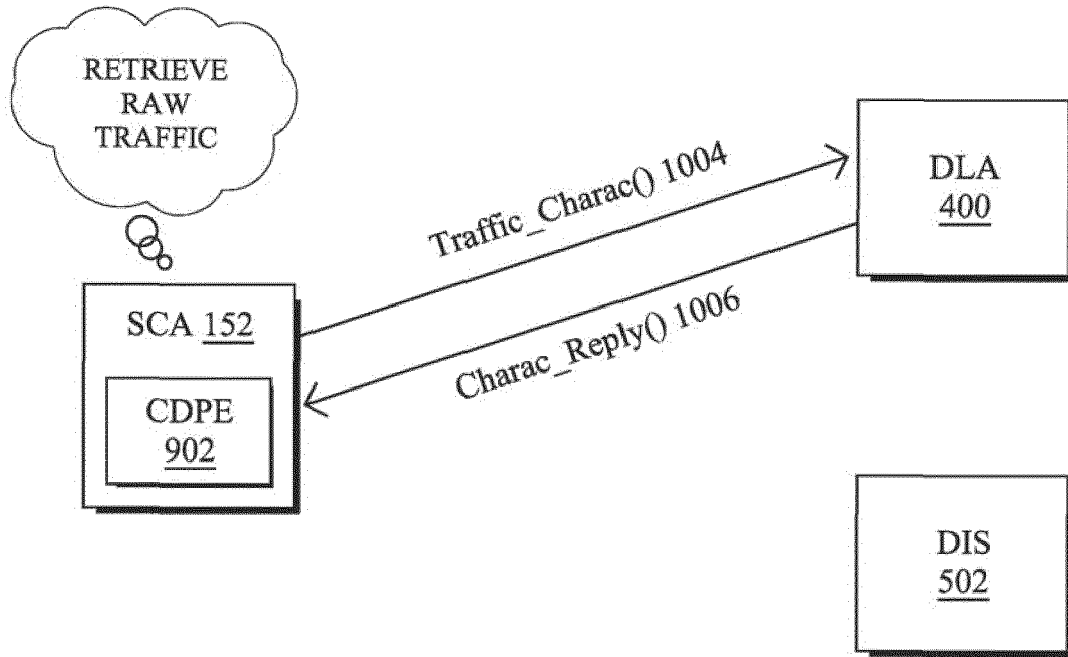 RETRIEVE
RAW
TRAFFIC
Traffic_Charac() 1004
DLA
400
SCA 152
Charac_Reply() 1006
CDPE
902
DIS
502